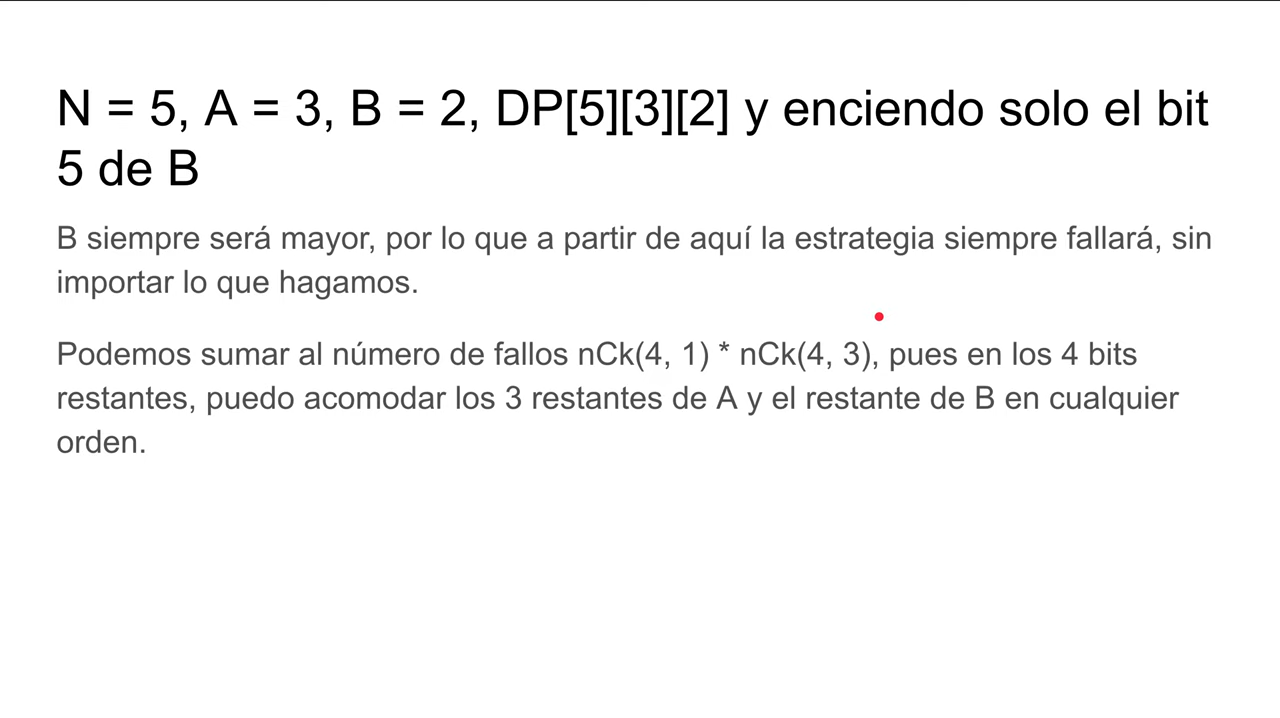 N = 5, A = 3, B = 2, DP[5][3][2] y enciendo solo el bit
5 de B
B siempre será mayor, por lo que a partir de aquí la estrategia siempre fallará, sin
importar lo que hagamos.
Podemos sumar al número de fallos nCk(4, 1) * nCk(4, 3), pues en los 4 bits
restantes, puedo acomodar los 3 restantes de A y el restante de B en cualquier
orden.